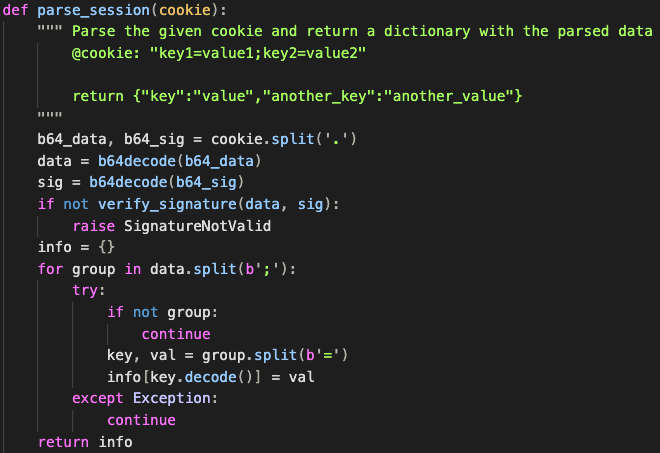 def parse_session(cookie):
    """ Parse the given cookie and return a dictionary with the parsed data
        @cookie: "key1=value1;key2=value2"

        return {"key":"value","another_key":"another_value"}
    """
    b64_data, b64_sig = cookie.split('.')
    data = b64decode(b64_data)
    sig = b64decode(b64_sig)
    if not verify_signature(data, sig):
        raise SignatureNotValid
    info = {}
    for group in data.split(b';'):
        try:
            if not group:
                continue
            key, val = group.split(b'=')
            info[key.decode()] = val
        except Exception:
            continue
    return info